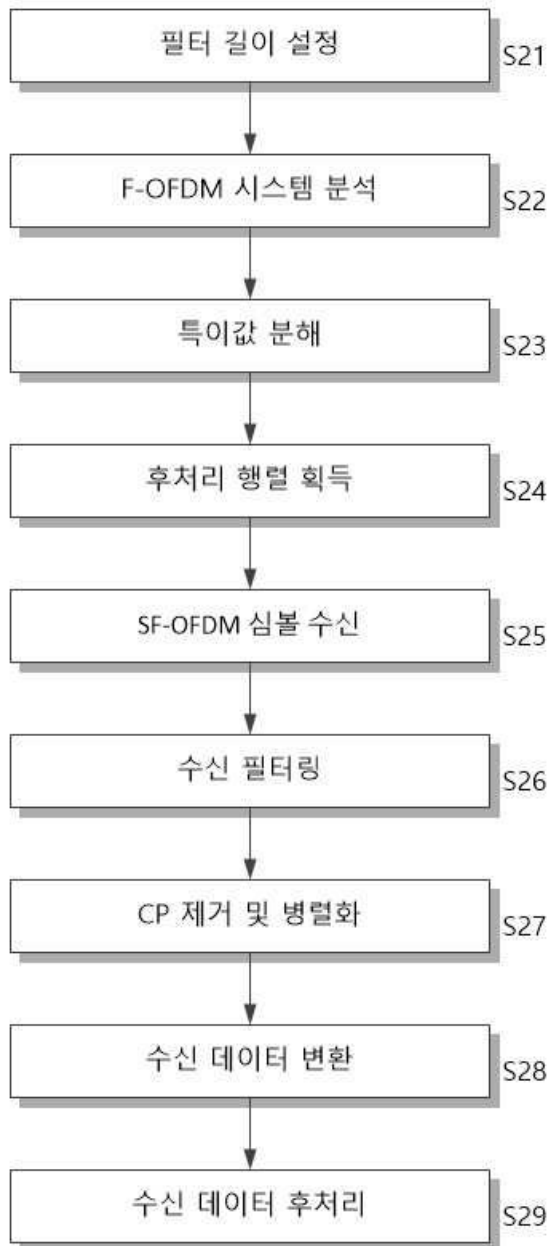 필터 길이 설정
S21
F-OFDM 시스템 분석
S22
특이값 분해
S23
후처리 행렬 획득
S24
SF-OFDM 심볼 수신
S25
수신 필터링
S26
CP 제거 및 병렬화
S27
수신 데이터 변환
S28
수신 데이터 후처리
S29